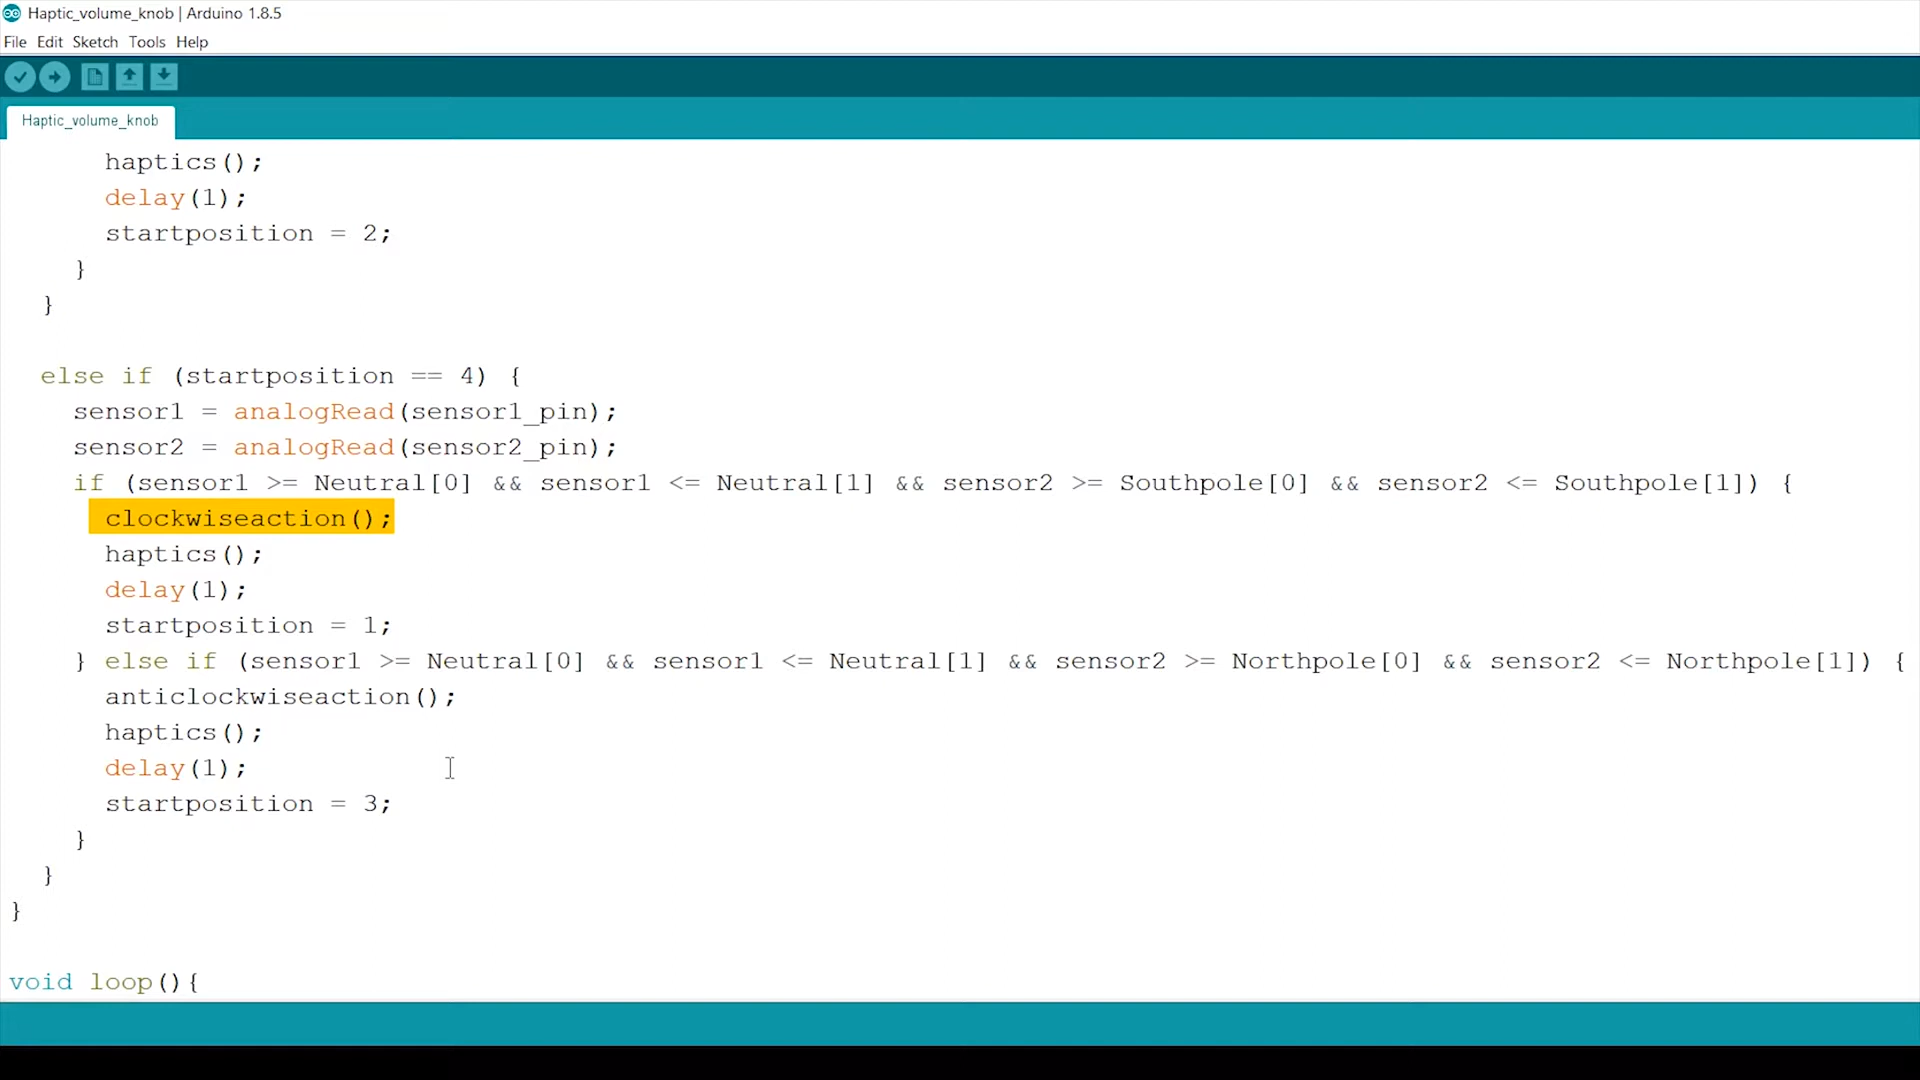 Haptic_volume_knob | Arduino 1.8.5
File Edit Sketch Tools Help
Haptic_volume_knob
haptics();
delay(1);
startposition = 2;
}
}
else if (startposition == 4) {
sensor1 = analogRead(sensor1_pin);
sensor2 = analogRead(sensor2_pin);
if (sensor1 >= Neutral[0] && sensor1 <= Neutral[1] && sensor2 >= Southpole[0] && sensor2 <= Southpole[1]) {
clockwiseaction();
haptics();
delay(1);
startposition = 1;
} else if (sensor1 >= Neutral[0] && sensor1 <= Neutral[1] && sensor2 >= Northpole[0] && sensor2 <= Northpole[1]) {
anticlockwiseaction();
haptics();
delay(1);
startposition = 3;
}
}
}
void loop(){